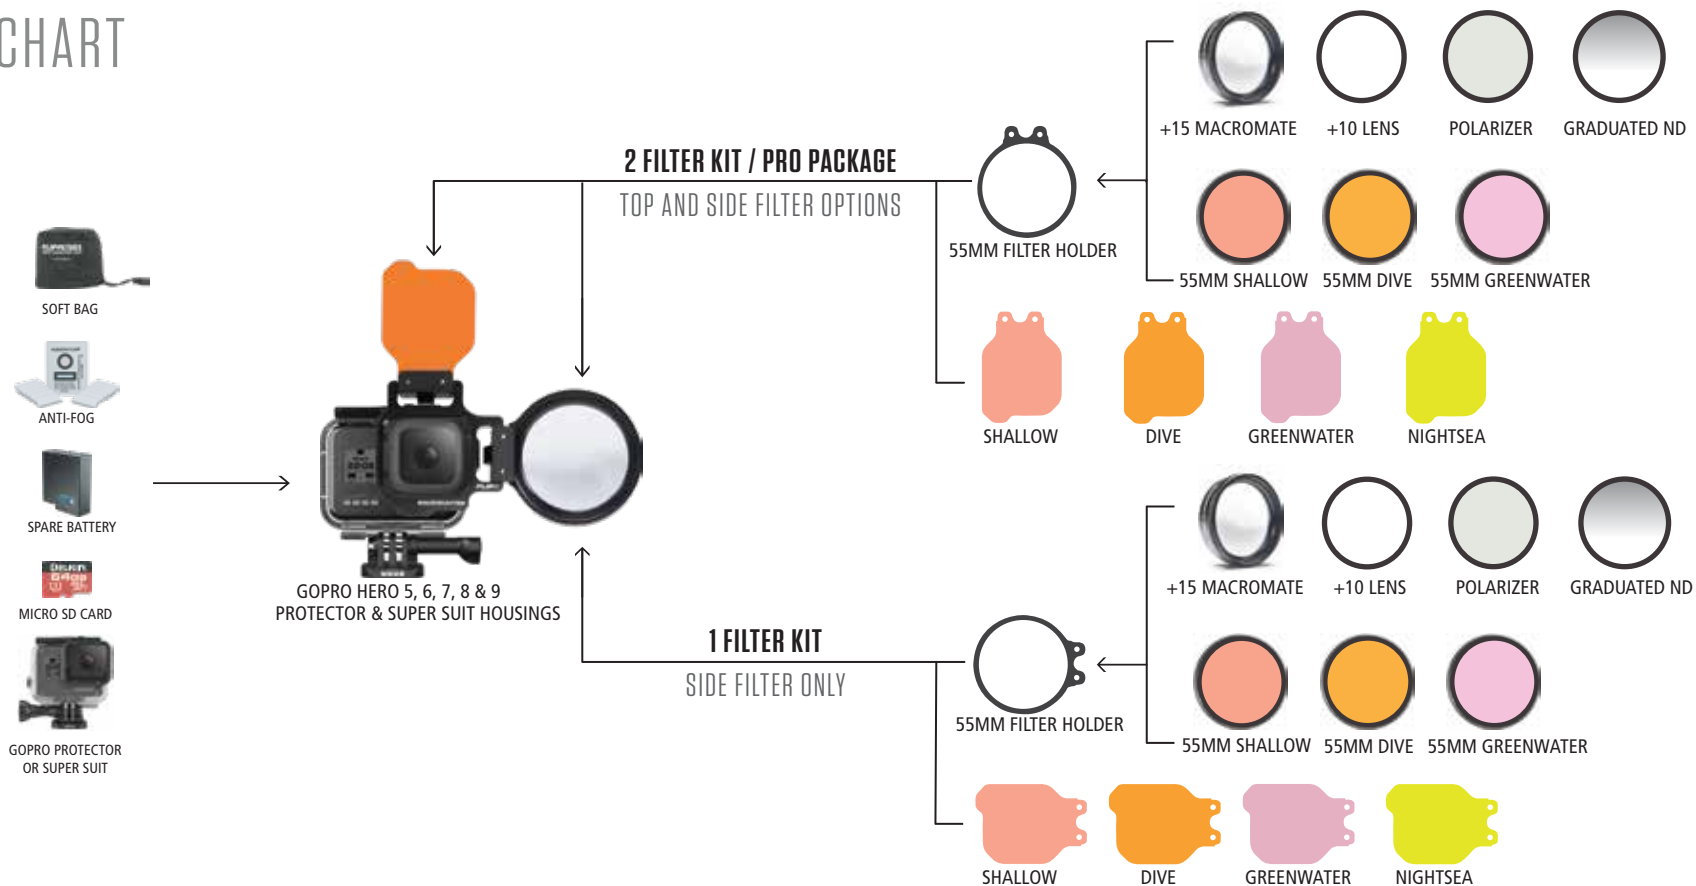 CHART
+15 MACROMATE
+10 LENS
POLARIZER
GRADUATED ND
2 FILTER KIT / PRO PACKAGE
TOP AND SIDE FILTER OPTIONS
55MM FILTER HOLDER
55MM SHALLOW
55MM DIVE
55MM GREENWATER
SOFT BAG
ANTI-FOG
SPARE BATTERY
MICRO SD CARD
GOPRO PROTECTOR
OR SUPER SUIT
SHALLOW
DIVE
GREENWATER
NIGHTSEA
GOPRO HERO 5, 6, 7, 8 & 9
PROTECTOR & SUPER SUIT HOUSINGS
1 FILTER KIT
SIDE FILTER ONLY
55MM FILTER HOLDER
+15 MACROMATE
+10 LENS
POLARIZER
GRADUATED ND
55MM SHALLOW
55MM DIVE
55MM GREENWATER
SHALLOW
DIVE
GREENWATER
NIGHTSEA
64GB